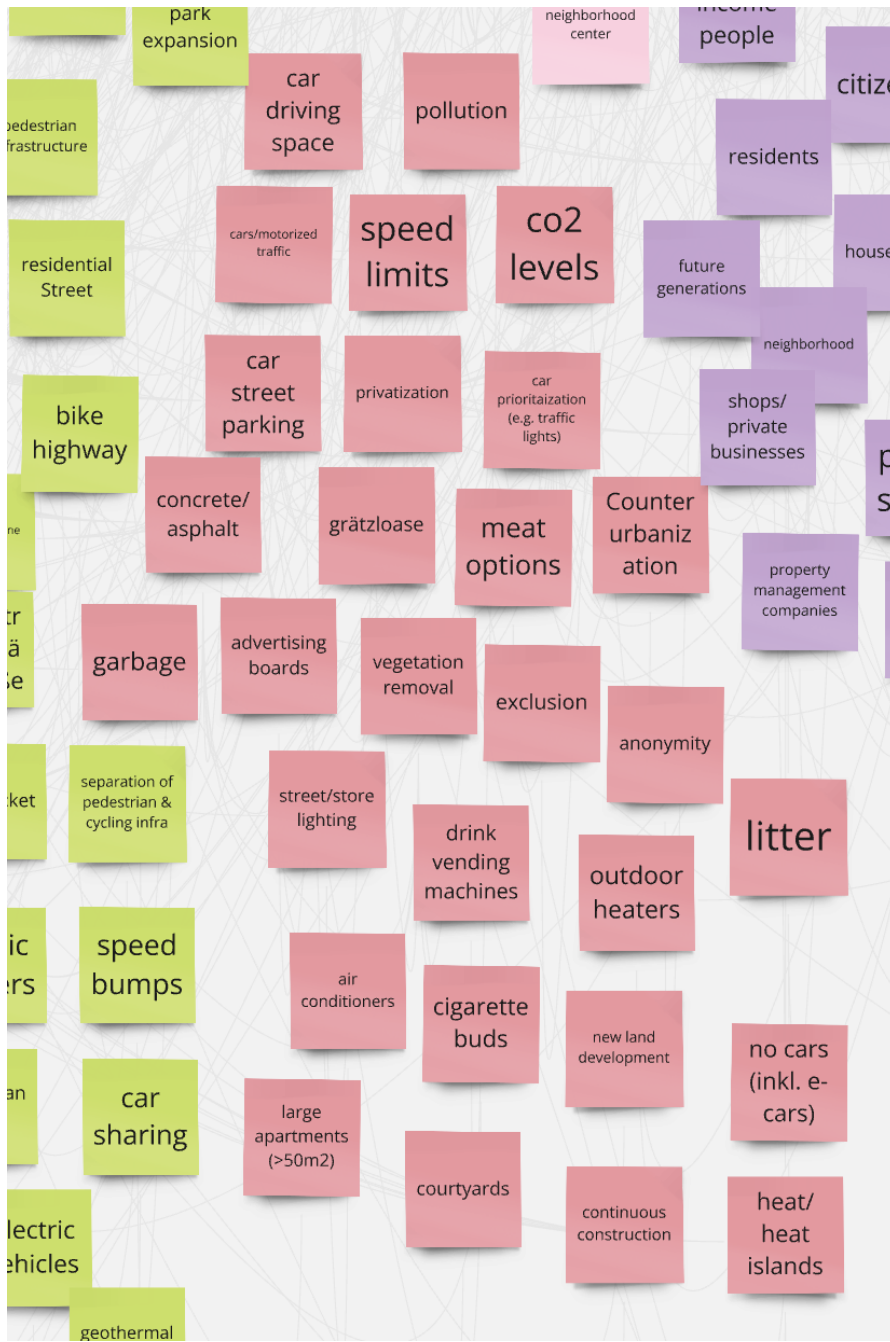 park
expansion
car
driving
space
pollution
neighborhood
center
income
people
residents
pedestrian
cars/motorized
traffic
speed
limits
co2
levels
residential
Street
future
generations
neighborhood
car
street
parking
privatization
car
prioritaization
(e.g. traffic
lights)
shops/
private
businesses
bike
highway
concrete/
asphalt
grätzloase
meat
options
Counter
urbaniz
ation
property
management
companies
garbage
advertising
boards
vegetation
removal
exclusion
anonymity
separation of
pedestrian &
cycling infra
street/store
lighting
drink
vending
machines
outdoor
heaters
litter
speed
bumps
air
conditioners
cigarette
buds
new land
development
no cars
(inkl. e-
cars)
car
sharing
large
apartments
(>50m2)
courtyards
continuous
construction
heat/
heat
islands
lectric
ehicles
geothermal